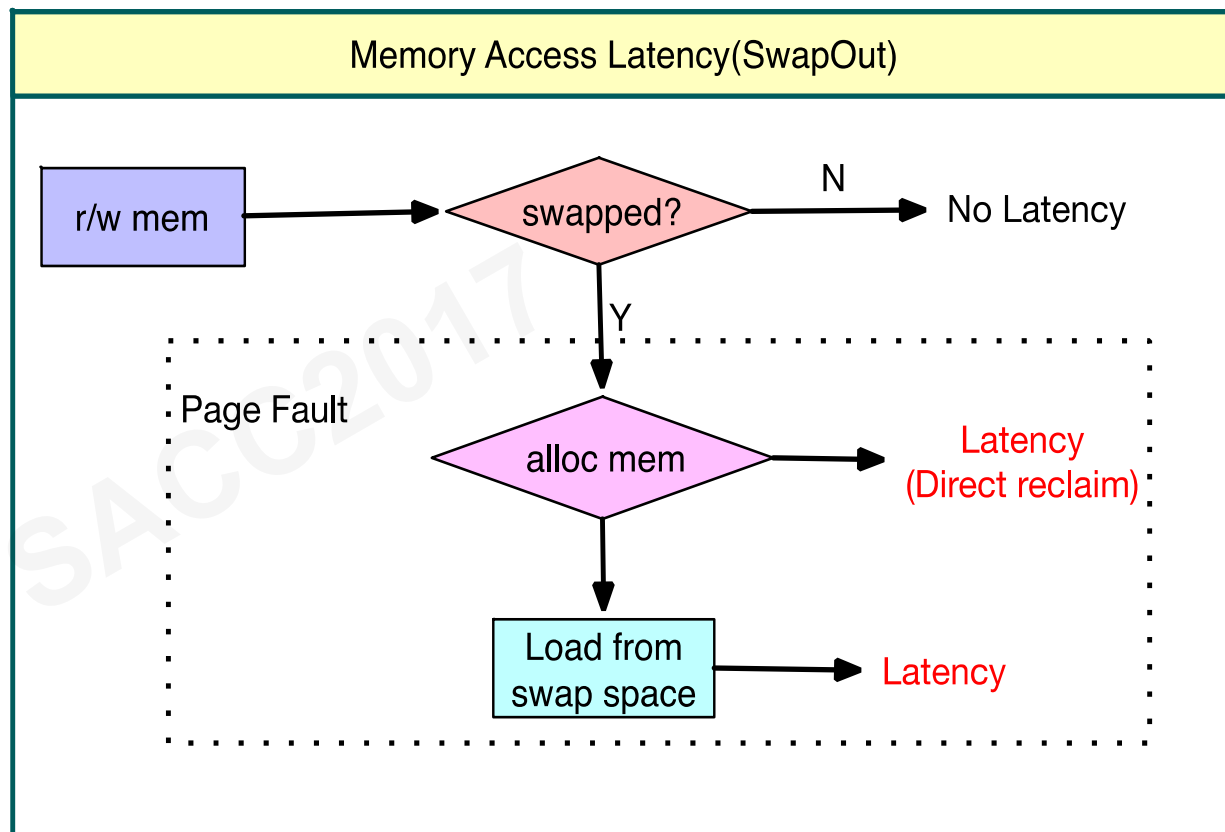 Memory Access Latency(SwapOut)
r/w mem
swapped?
N
No Latency
Y
Page Fault
alloc mem
Latency
(Direct reclaim)
Load from
swap space
Latency
SACC2017